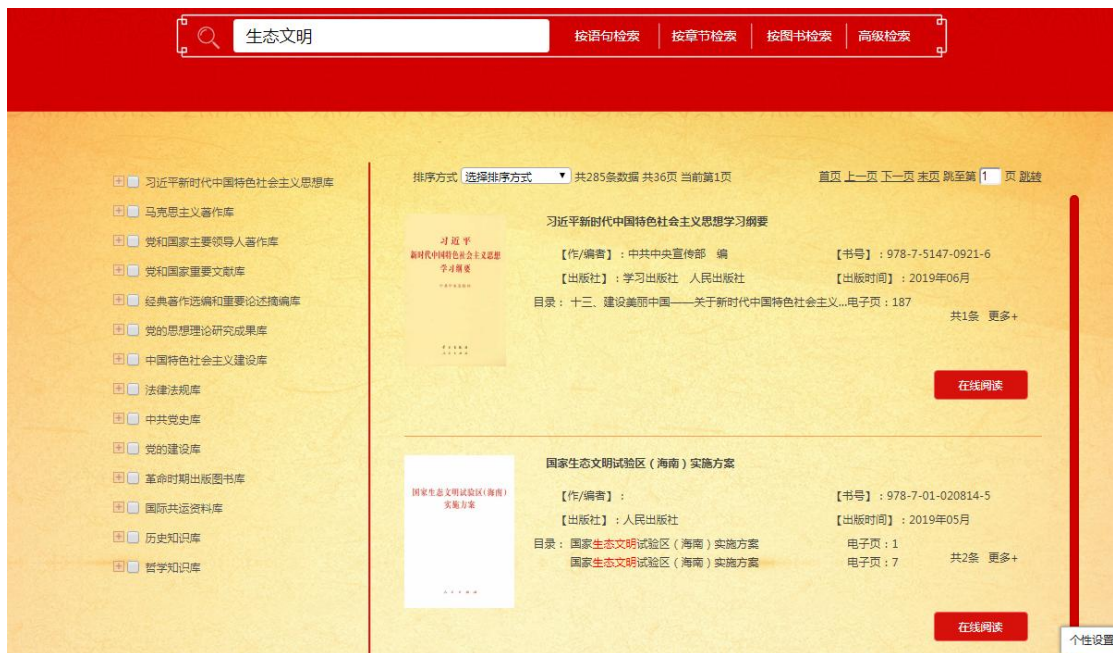 生态文明 按语句检索 按章节检索 按图书检索 高级检索
习近平新时代中国特色社会主义思想库
马克思主义著作库
党和国家主要领导人著作库
党和国家重要文献库
经典著作选编和重要论述摘编库
党的思想理论研究成果库
中国特色社会主义建设库
法律法规库
中共党史库
党的建设库
革命时期出版图书库
国际共运资料库
历史知识库
哲学知识库
排序方式 选择排序方式 共285条数据 共36页 当前第1页 首页 上一页 下一页 末页 跳至第 1 页 跳转
习近平
新时代中国特色社会主义思想
学习纲要
习近平新时代中国特色社会主义思想学习纲要
【作/编者】:中共中央宣传部 编 【书号】:978-7-5147-0921-6
【出版社】:学习出版社 人民出版社 【出版时间】:2019年06月
目录: 十三、建设美丽中国——关于新时代中国特色社会主义...电子页:187
共1条 更多+
在线阅读
国家生态文明试验区(海南)
实施方案
国家生态文明试验区(海南)实施方案
【作/编者】: 【书号】:978-7-01-020814-5
【出版社】:人民出版社 【出版时间】:2019年05月
目录: 国家生态文明试验区(海南)实施方案 电子页:1
国家生态文明试验区(海南)实施方案 电子页:7 共2条 更多+
在线阅读
个性设置